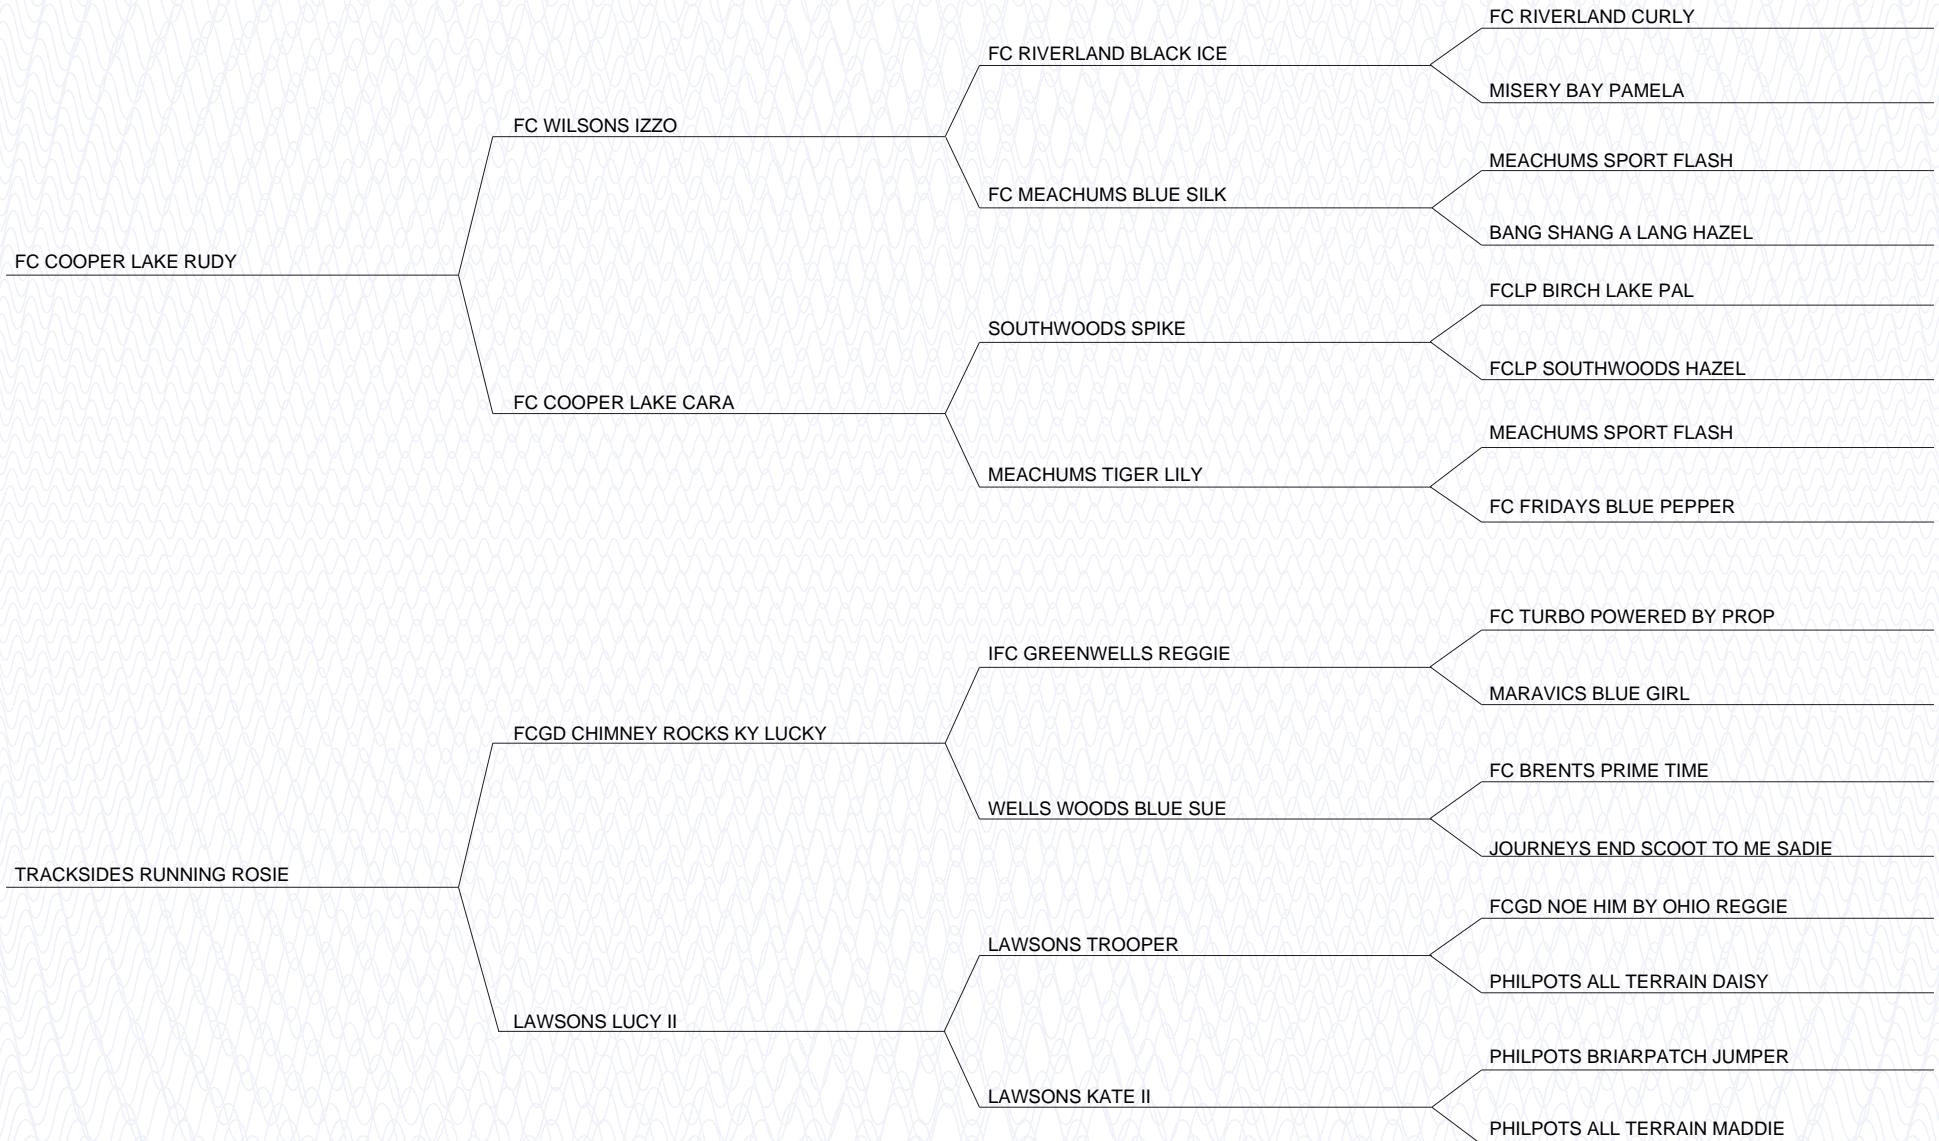 FC RIVERLAND CURLY
FC RIVERLAND BLACK ICE
MISERY BAY PAMELA
FC WILSONS IZZO
MEACHUMS SPORT FLASH
FC MEACHUMS BLUE SILK
BANG SHANG A LANG HAZEL
FC COOPER LAKE RUDY
FCLP BIRCH LAKE PAL
SOUTHWOODS SPIKE
FCLP SOUTHWOODS HAZEL
FC COOPER LAKE CARA
MEACHUMS SPORT FLASH
MEACHUMS TIGER LILY
FC FRIDAYS BLUE PEPPER
FC TURBO POWERED BY PROP
IFC GREENWELLS REGGIE
MARAVICS BLUE GIRL
FCGD CHIMNEY ROCKS KY LUCKY
FC BRENTS PRIME TIME
WELLS WOODS BLUE SUE
JOURNEYS END SCOOT TO ME SADIE
TRACKSIDES RUNNING ROSIE
FCGD NOE HIM BY OHIO REGGIE
LAWSONS TROOPER
PHILPOTS ALL TERRAIN DAISY
LAWSONS LUCY II
PHILPOTS BRIARPATCH JUMPER
LAWSONS KATE II
PHILPOTS ALL TERRAIN MADDIE